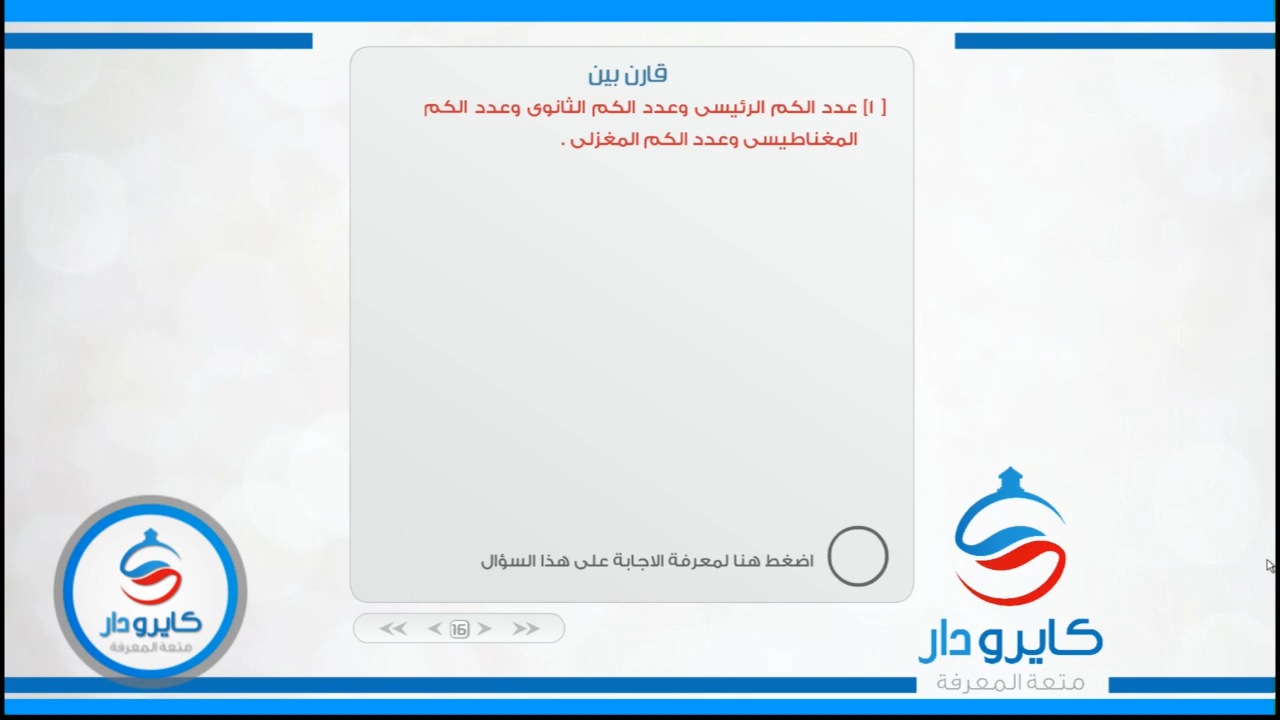 قارن بين
[ ١] عدد الكم الرئيسى وعدد الكم الثانوى وعدد الكم
المغناطيسى وعدد الكم المغزلى .
اضغط هنا لمعرفة الاجابة على هذا السؤال
16
كايرو دار
متعة المعرفة
كايرو دار
متعة المعرفة